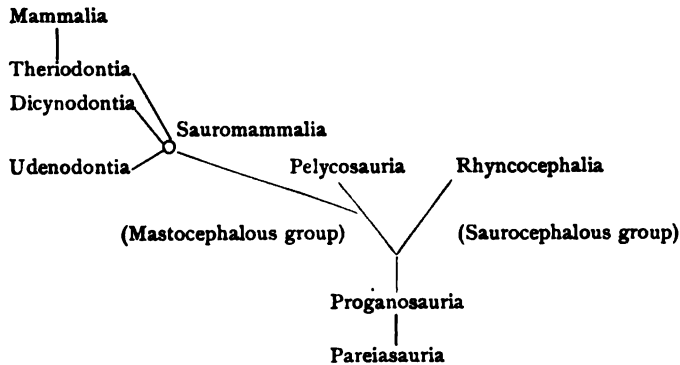 Mammalia
Theriodontia
Dicynodontia
Sauromammalia
Udenodontia
Pelycosauria
Rhyncocephalia
(Mastocephalous group)
(Saurocephalous group)
Proganosauria
Pareiasauria